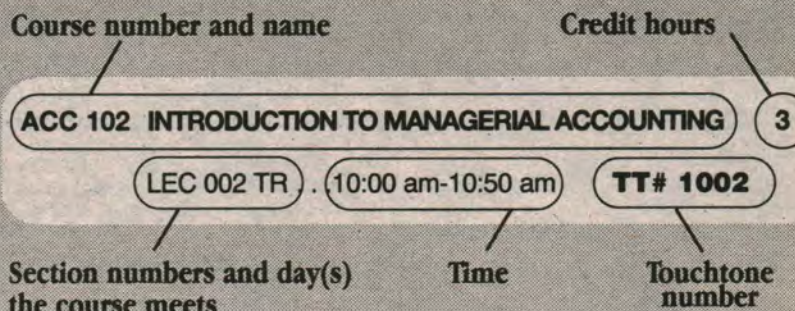 Course number and name Credit hours
ACC 102 INTRODUCTION TO MANAGERIAL ACCOUNTING 3
LEC 002 TR . . 10:00 am-10:50 am TT# 1002
Section numbers and day(s) Time Touchtone
the course meets number